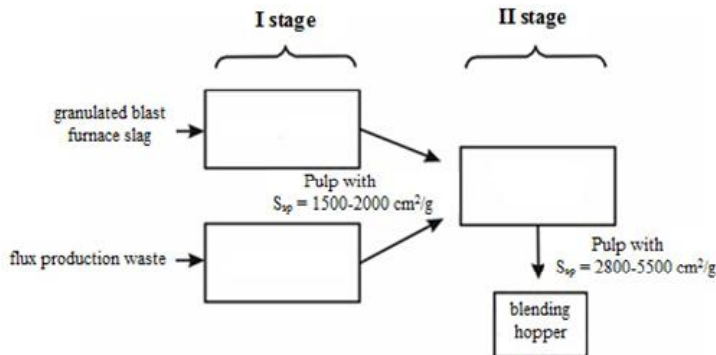 I stage
II stage
granulated blast
furnace slag
Pulp with
Sₛₚ = 1500-2000 cm²/g
flux production waste
Pulp with
Sₛₚ = 2800-5500 cm²/g
blending
hopper